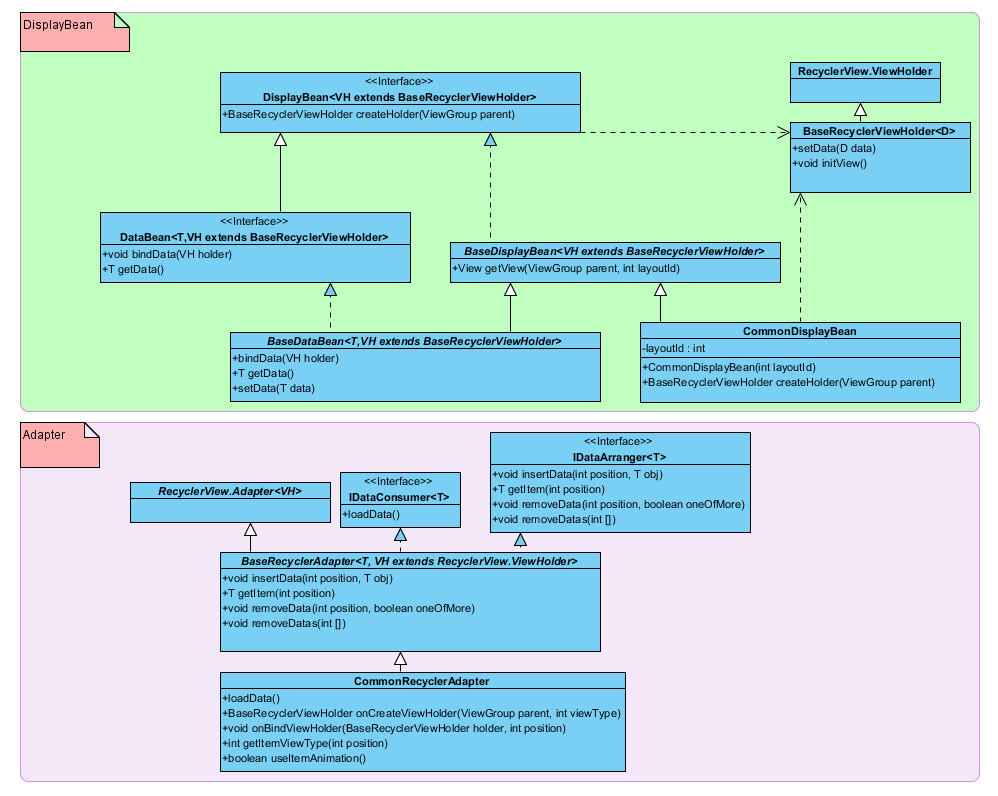 DisplayBean
<<Interface>>
DisplayBean<VH extends BaseRecyclerViewHolder>
+BaseRecyclerViewHolder createHolder(ViewGroup parent)
RecyclerView.ViewHolder
BaseRecyclerViewHolder<D>
+setData(D data)
+void initView()
<<Interface>>
DataBean<T,VH extends BaseRecyclerViewHolder>
+void bindData(VH holder)
+T getData()
BaseDisplayBean<VH extends BaseRecyclerViewHolder>
+View getView(ViewGroup parent, int layoutId)
BaseDataBean<T,VH extends BaseRecyclerViewHolder>
+bindData(VH holder)
+T getData()
+setData(T data)
CommonDisplayBean
-layoutId : int
+CommonDisplayBean(int layoutId)
+BaseRecyclerViewHolder createHolder(ViewGroup parent)
Adapter
RecyclerView.Adapter<VH>
<<Interface>>
IDataConsumer<T>
+loadData()
<<Interface>>
IDataArranger<T>
+void insertData(int position, T obj)
+T getItem(int position)
+void removeData(int position, boolean oneOfMore)
+void removeDatas(int [])
BaseRecyclerAdapter<T, VH extends RecyclerView.ViewHolder>
+void insertData(int position, T obj)
+T getItem(int position)
+void removeData(int position, boolean oneOfMore)
+void removeDatas(int [])
CommonRecyclerAdapter
+loadData()
+BaseRecyclerViewHolder onCreateViewHolder(ViewGroup parent, int viewType)
+void onBindViewHolder(BaseRecyclerViewHolder holder, int position)
+int getItemViewType(int position)
+boolean useItemAnimation()